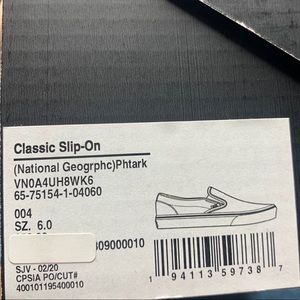 Classic Slip-On
(National Geogrphc)Phtark
VN0A4UH8WK6
65-75154-1-04060
004
SZ. 6.0
809000010
SJV - 02/20
CPSIA PO/CUT#
400101195400010
1 94113 59738 7